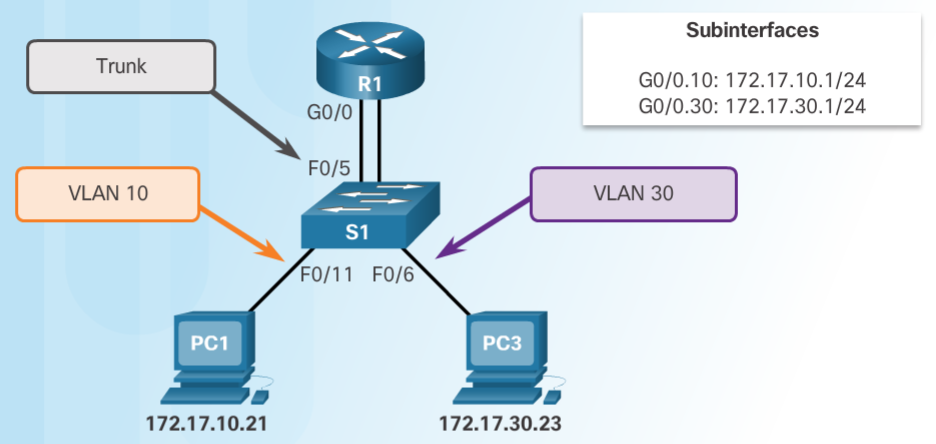 Subinterfaces
G0/0.10: 172.17.10.1/24
G0/0.30: 172.17.30.1/24
Trunk
R1
G0/0
F0/5
VLAN 10
VLAN 30
S1
F0/11 F0/6
PC1
PC3
172.17.10.21
172.17.30.23